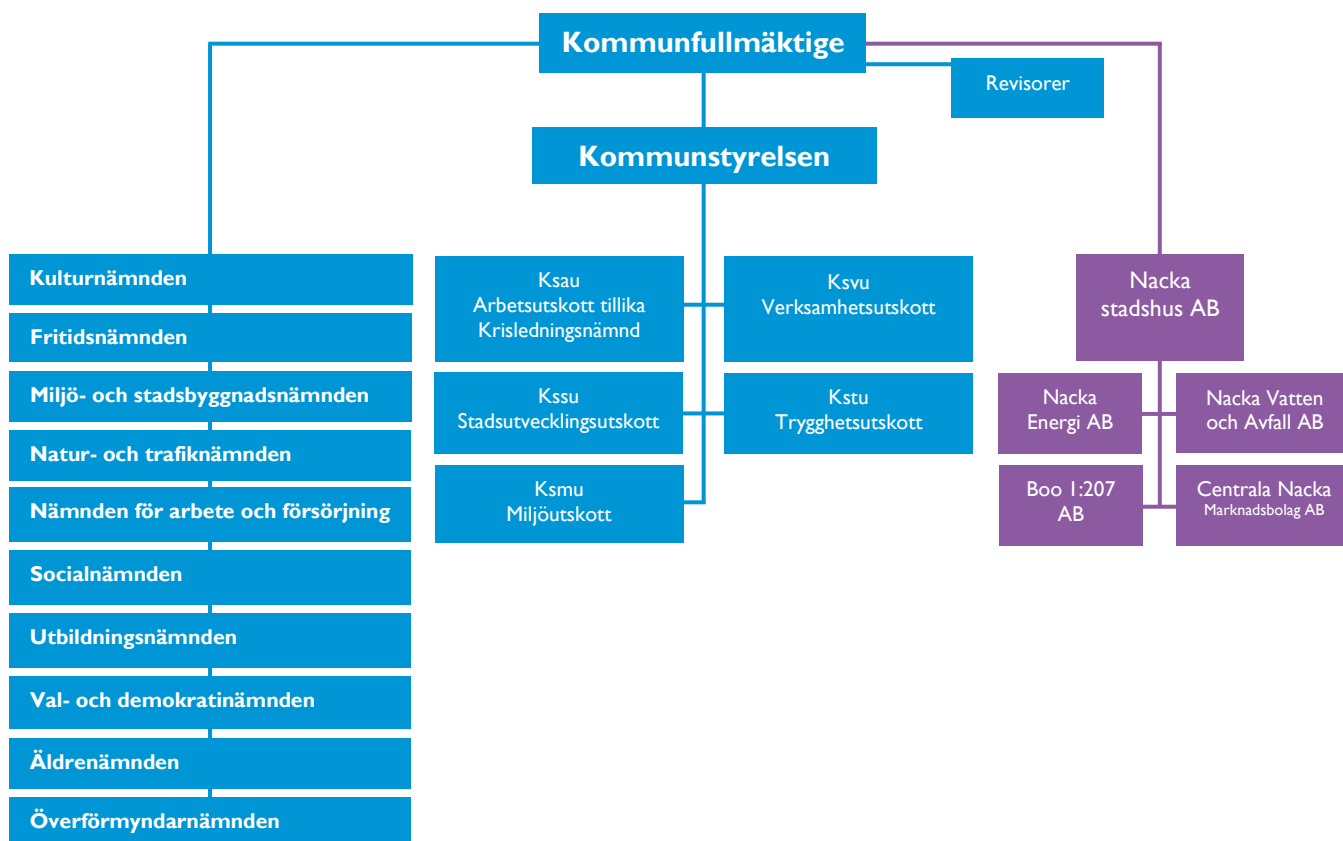 Kommunfullmäktige
Revisorer
Kommunstyrelsen
Kulturnämnden
Fritidsnämnden
Miljö- och stadsbyggnadsnämnden
Natur- och trafiknämnden
Nämnden för arbete och försörjning
Socialnämnden
Utbildningsnämnden
Val- och demokratinämnden
Äldrenämnden
Överförmyndarnämnden
Ksau
Arbetsutskott tillika
Krisledningsnämnd
Ksvu
Verksamhetsutskott
Kssu
Stadsutvecklingsutskott
Kstu
Trygghetsutskott
Ksmu
Miljöutskott
Nacka
stadshus AB
Nacka
Energi AB
Nacka Vatten
och Avfall AB
Boo 1:207
AB
Centrala Nacka
Marknadsbolag AB